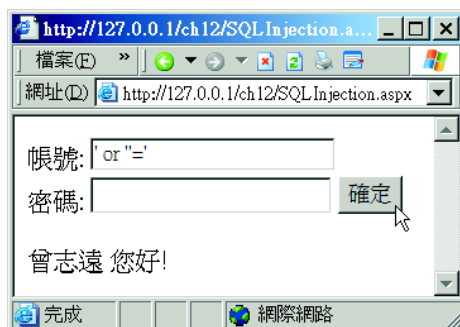 http://127.0.0.1/ch12/SQLInjection.a...
檔案(F) »
網址(D) http://127.0.0.1/ch12/SQLInjection.aspx
帳號: ' or ''='
密碼: 確定
曾志遠 您好!
完成 網際網路